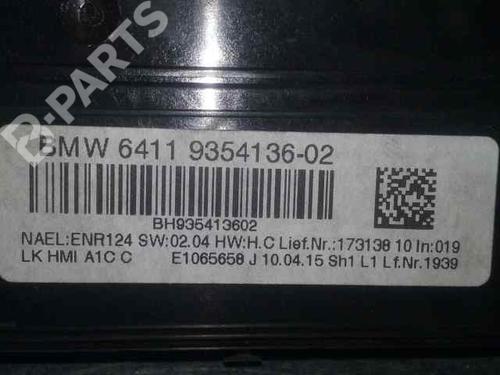 B-PARTS
BMW 6411 9354136-02
BH935413602
NAEL:ENR124 SW:02.04 HW:H.C Lief.Nr.:173138 10 In:019
LK HMI A1C C E1065658 J 10.04.15 Sh1 L1 Lf.Nr.1939